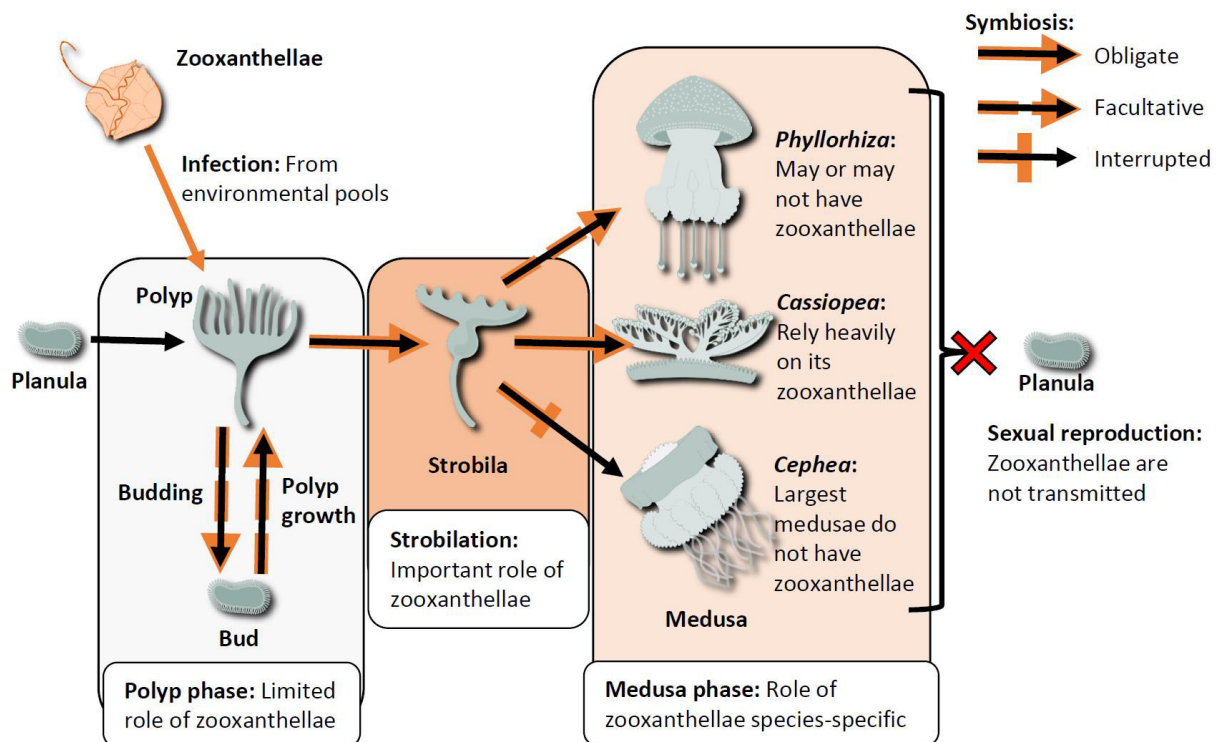 Zooxanthellae
Infection: From
environmental pools
Symbiosis:
Obligate
Facultative
Interrupted
Planula
Polyp
Budding
Polyp
growth
Bud
Polyp phase: Limited
role of zooxanthellae
Strobila
Strobilation:
Important role of
zooxanthellae
Phyllorhiza:
May or may
not have
zooxanthellae
Cassiopea:
Rely heavily
on its
zooxanthellae
Cephea:
Largest
medusae do
not have
zooxanthellae
Medusa
Medusa phase: Role of
zooxanthellae species-specific
Planula
Sexual reproduction:
Zooxanthellae are
not transmitted